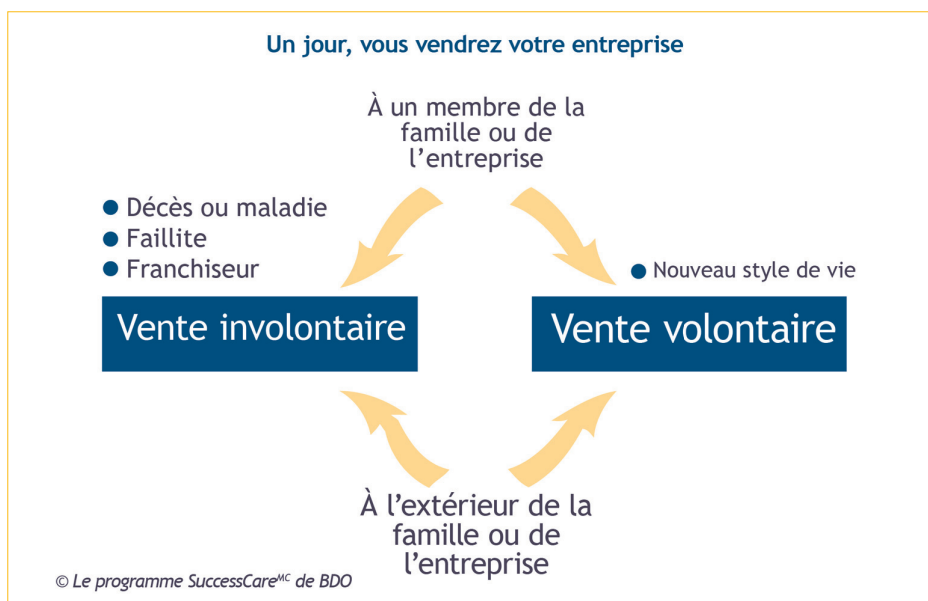 Un jour, vous vendrez votre entreprise
À un membre de la
famille ou de
l'entreprise
● Décès ou maladie
● Faillite
● Franchiseur
● Nouveau style de vie
Vente involontaire
Vente volontaire
À l'extérieur de la
famille ou de
l'entreprise
© Le programme SuccessCareᴹᶜ de BDO